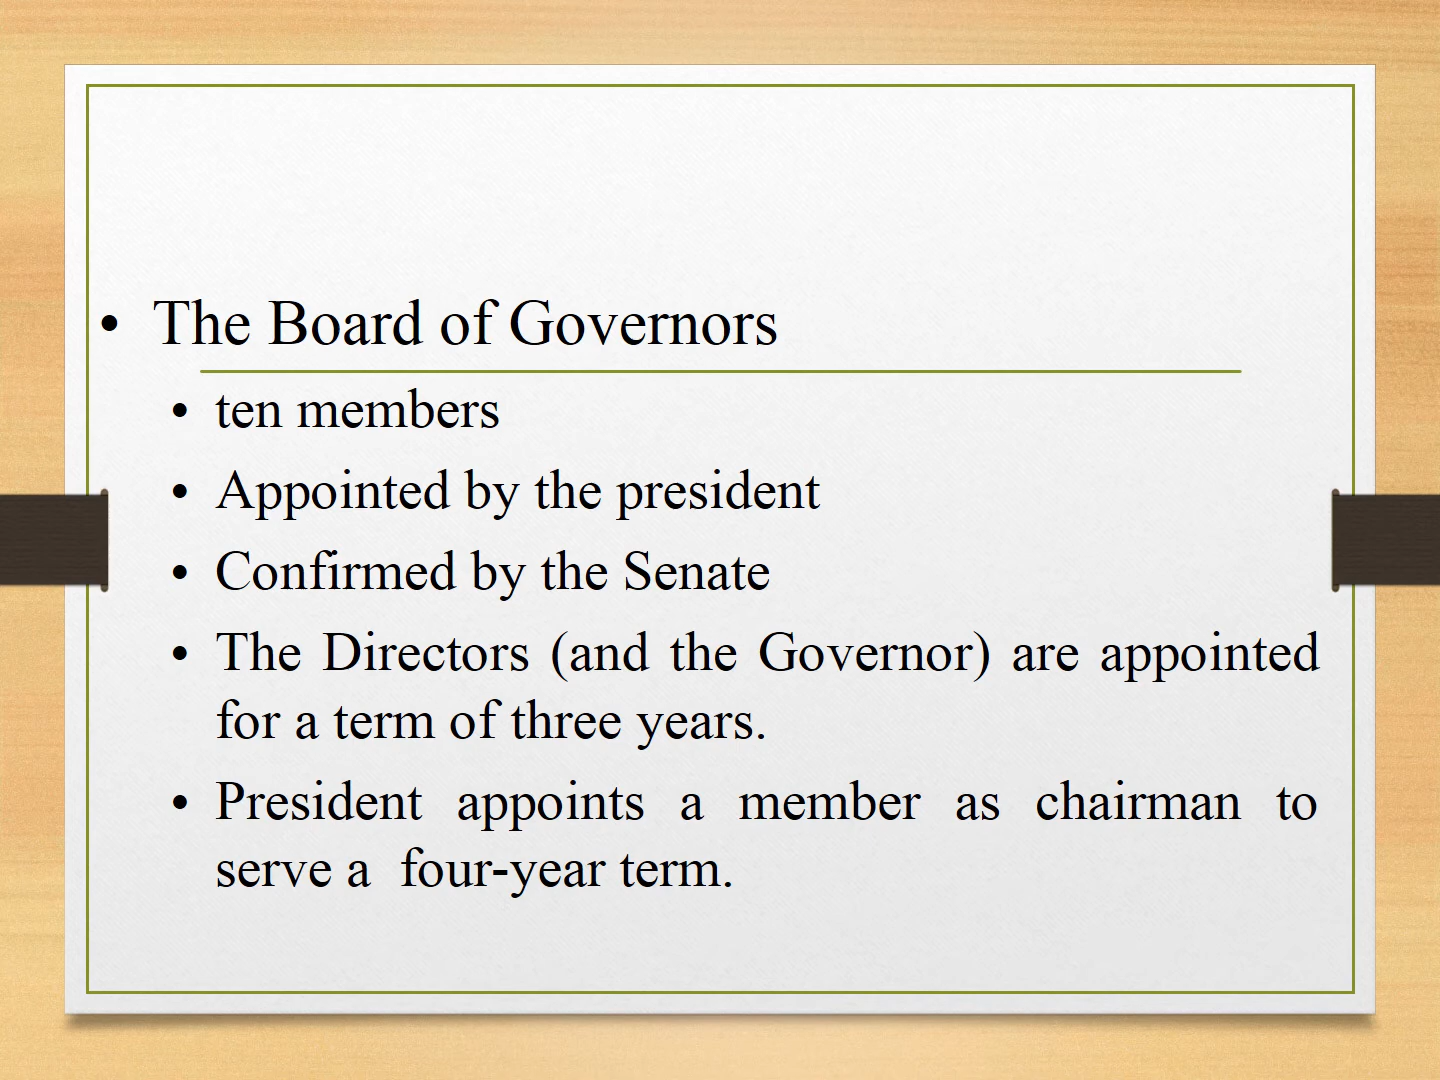 • The Board of Governors
• ten members
• Appointed by the president
• Confirmed by the Senate
• The Directors (and the Governor) are appointed
for a term of three years.
• President appoints a member as chairman to
serve a  four-year term.